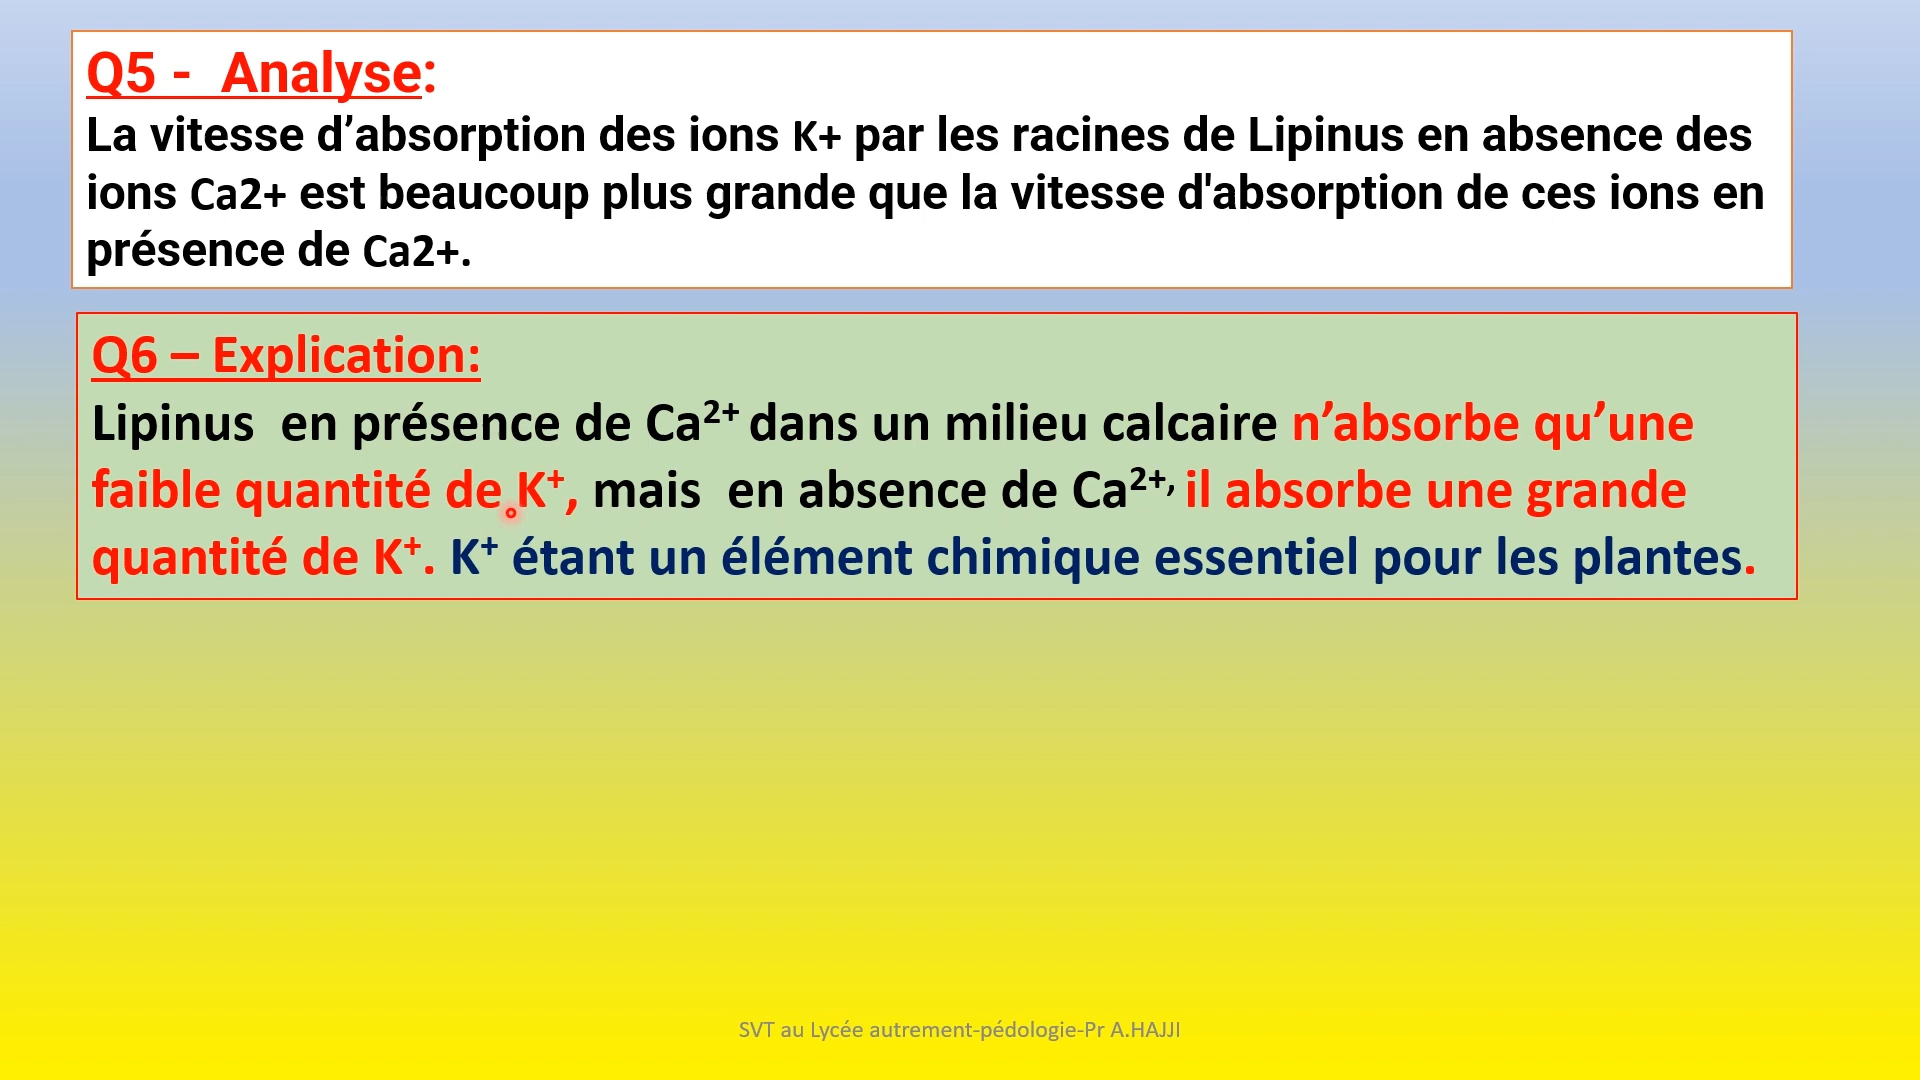 Q5 -  Analyse:
La vitesse d’absorption des ions K+ par les racines de Lipinus en absence des
ions Ca2+ est beaucoup plus grande que la vitesse d'absorption de ces ions en
présence de Ca2+.
Q6 – Explication:
Lipinus  en présence de Ca²⁺ dans un milieu calcaire n’absorbe qu’une
faible quantité de K⁺, mais  en absence de Ca²⁺, il absorbe une grande
quantité de K⁺. K⁺ étant un élément chimique essentiel pour les plantes.
SVT au Lycée autrement-pédologie-Pr A.HAJJI